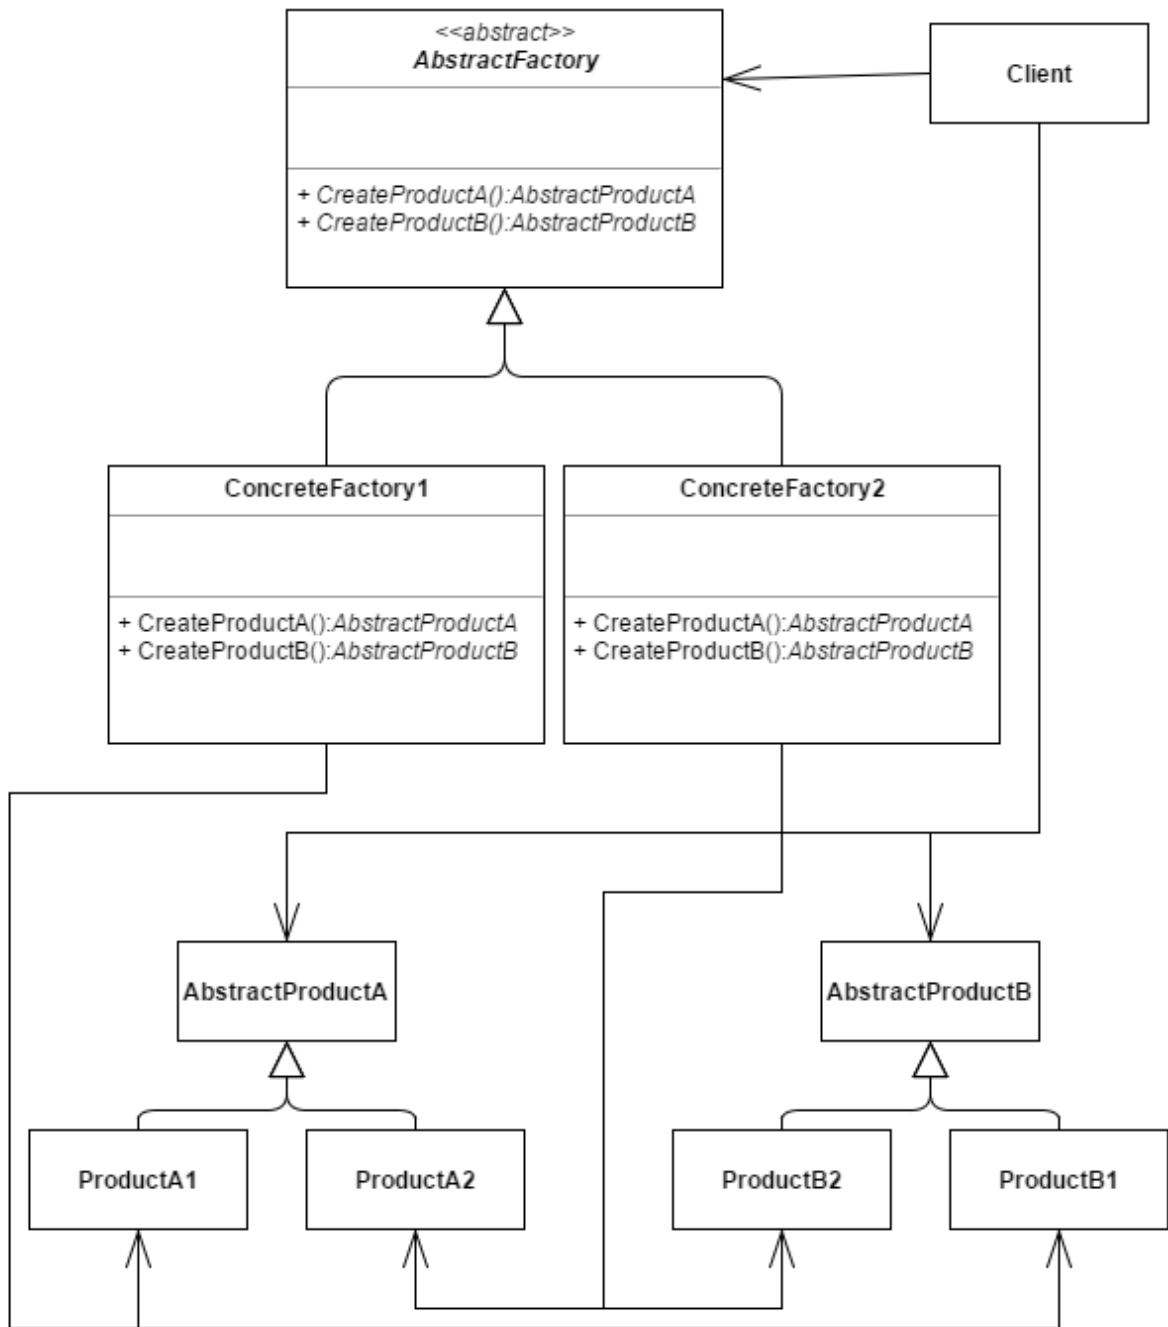 <<abstract>>
AbstractFactory
Client
+ CreateProductA():AbstractProductA
+ CreateProductB():AbstractProductB
ConcreteFactory1
+ CreateProductA():AbstractProductA
+ CreateProductB():AbstractProductB
ConcreteFactory2
+ CreateProductA():AbstractProductA
+ CreateProductB():AbstractProductB
AbstractProductA
AbstractProductB
ProductA1
ProductA2
ProductB2
ProductB1